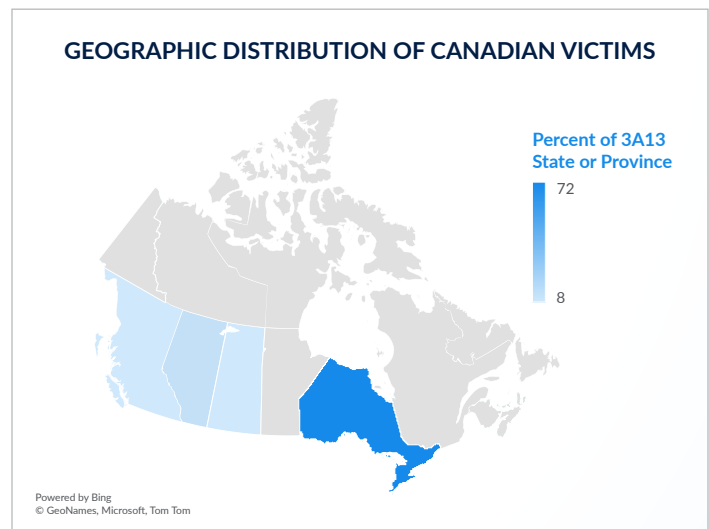 GEOGRAPHIC DISTRIBUTION OF CANADIAN VICTIMS
Percent of 3A13
State or Province
72
8
Powered by Bing
© GeoNames, Microsoft, Tom Tom